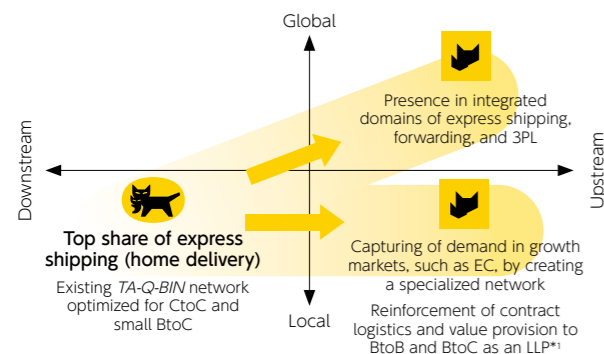 Global
Presence in integrated
domains of express shipping,
forwarding, and 3PL
Downstream
Upstream
Top share of express
shipping (home delivery)
Existing TA-Q-BIN network
optimized for CtoC and
small BtoC
Capturing of demand in growth
markets, such as EC, by creating
a specialized network
Reinforcement of contract
logistics and value provision to
BtoB and BtoC as an LLP*1
Local